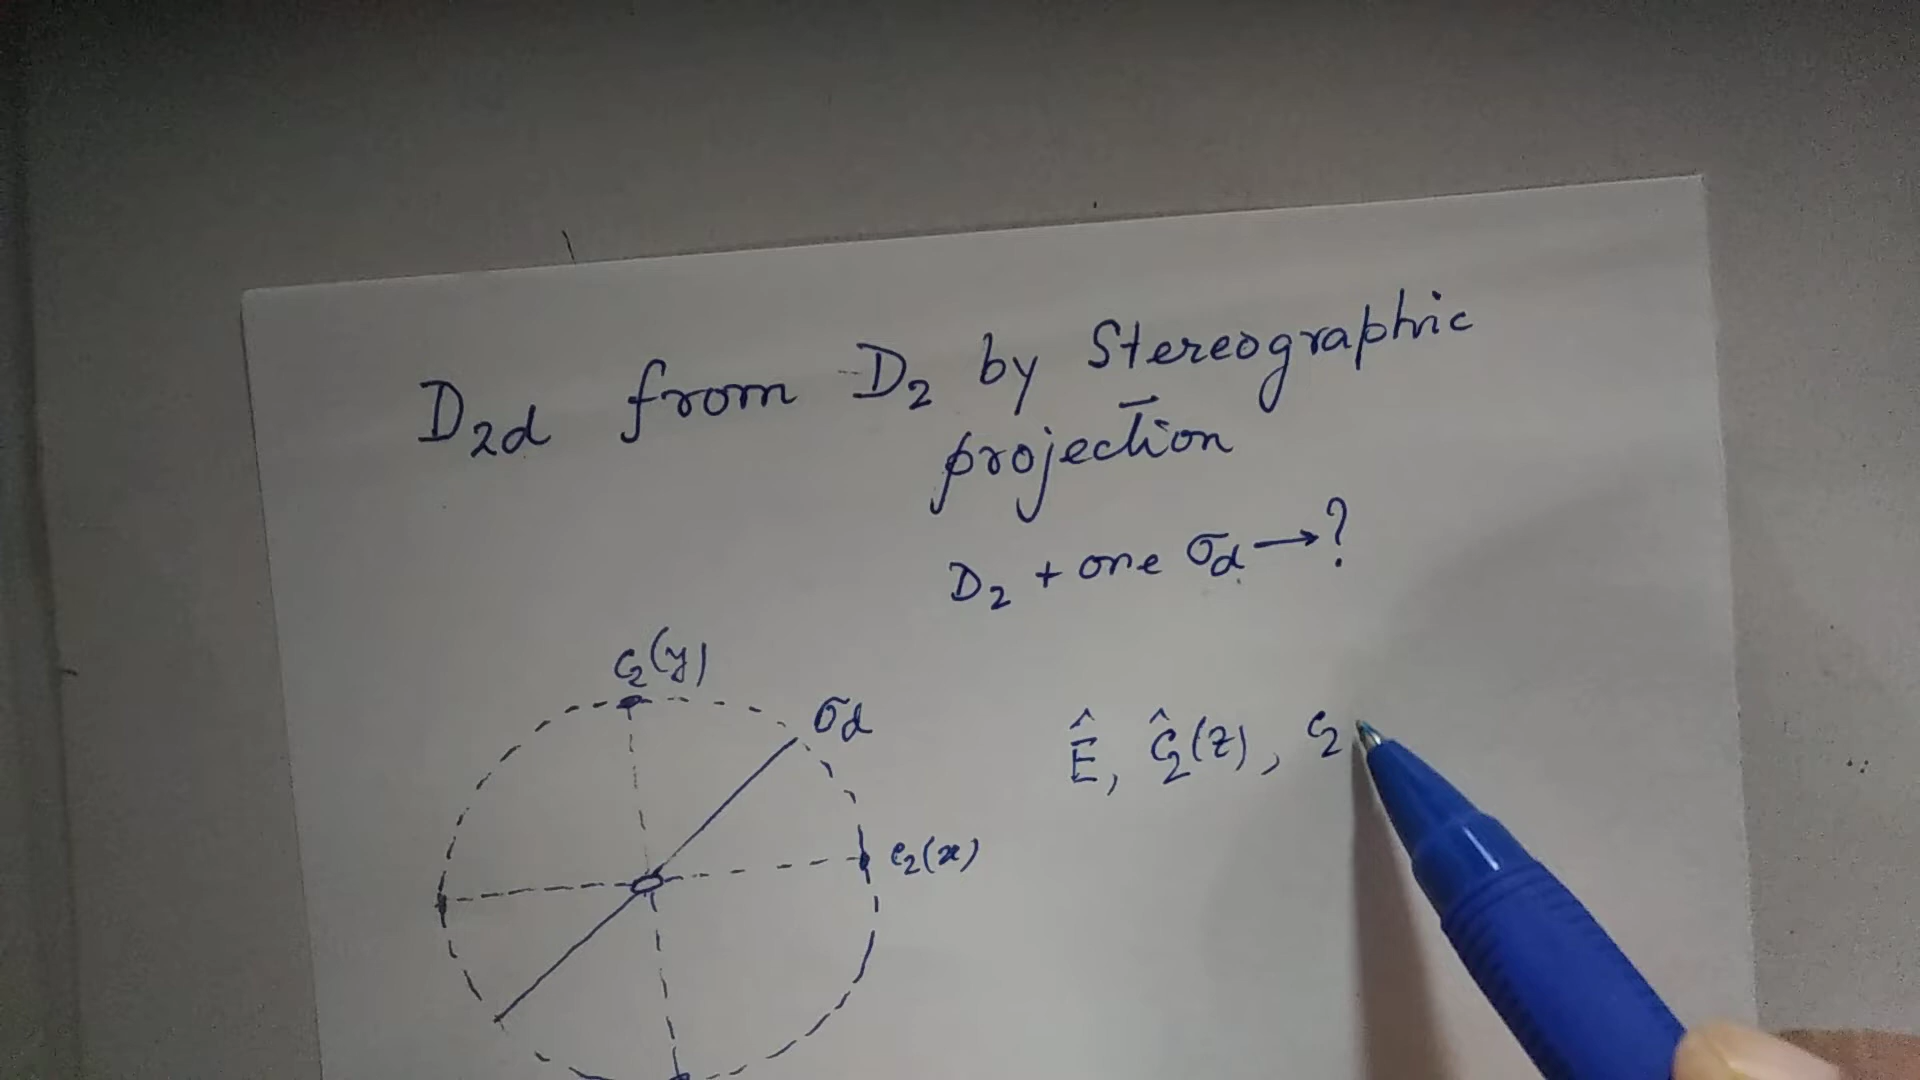 D₂d from D₂ by Stereographic
projection
D₂ + one σd → ?
C₂(y)
σd
Ê, Ĉ₂(z), C₂
C₂(x)